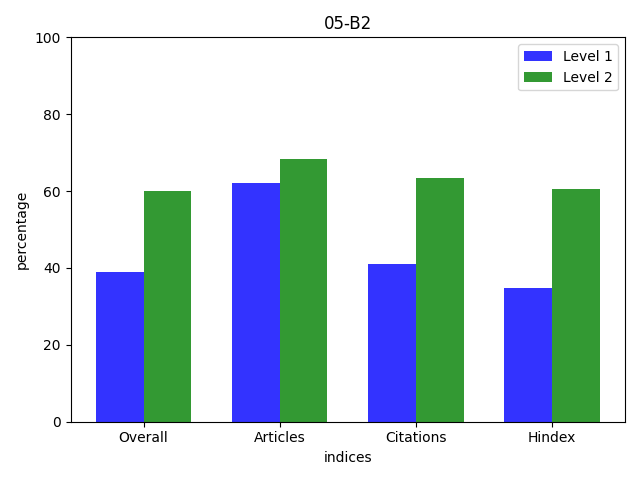 05-B2
Level 1
Level 2
percentage
100
80
60
40
20
0
Overall Articles Citations Hindex
indices